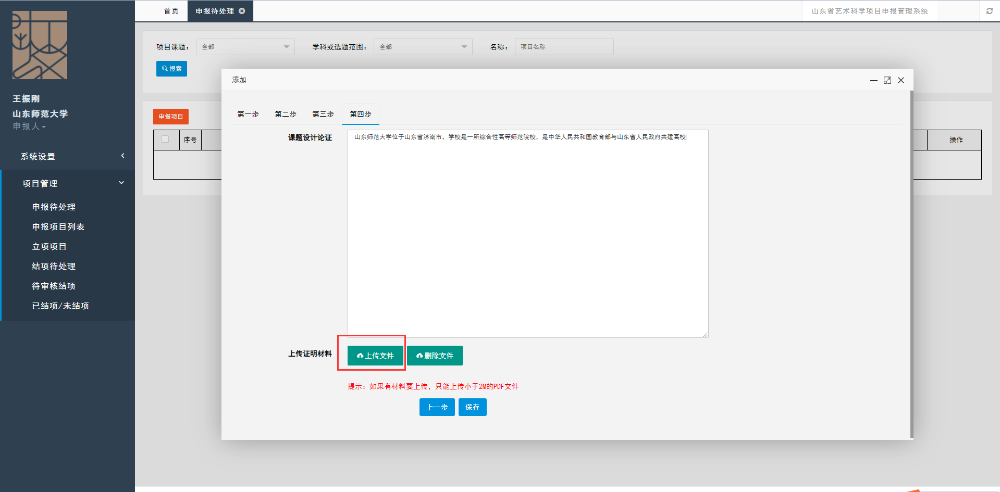 首页
申报待处理
山东省艺术科学项目申报管理系统
王振刚
山东师范大学
申报人
系统设置
项目管理
申报待处理
申报项目列表
立项项目
结项待处理
待审核结项
已结项/未结项
项目课题： 全部 学科或选题范围： 全部 名称： 项目名称
搜索
申报项目
序号
操作
添加
第一步 第二步 第三步 第四步
课题设计论证
山东师范大学位于山东省济南市，学校是一所综合性高等师范院校，是中华人民共和国教育部与山东省人民政府共建高校
上传证明材料
上传文件 删除文件
提示：如果有材料要上传，只能上传小于2M的PDF文件
上一步 保存